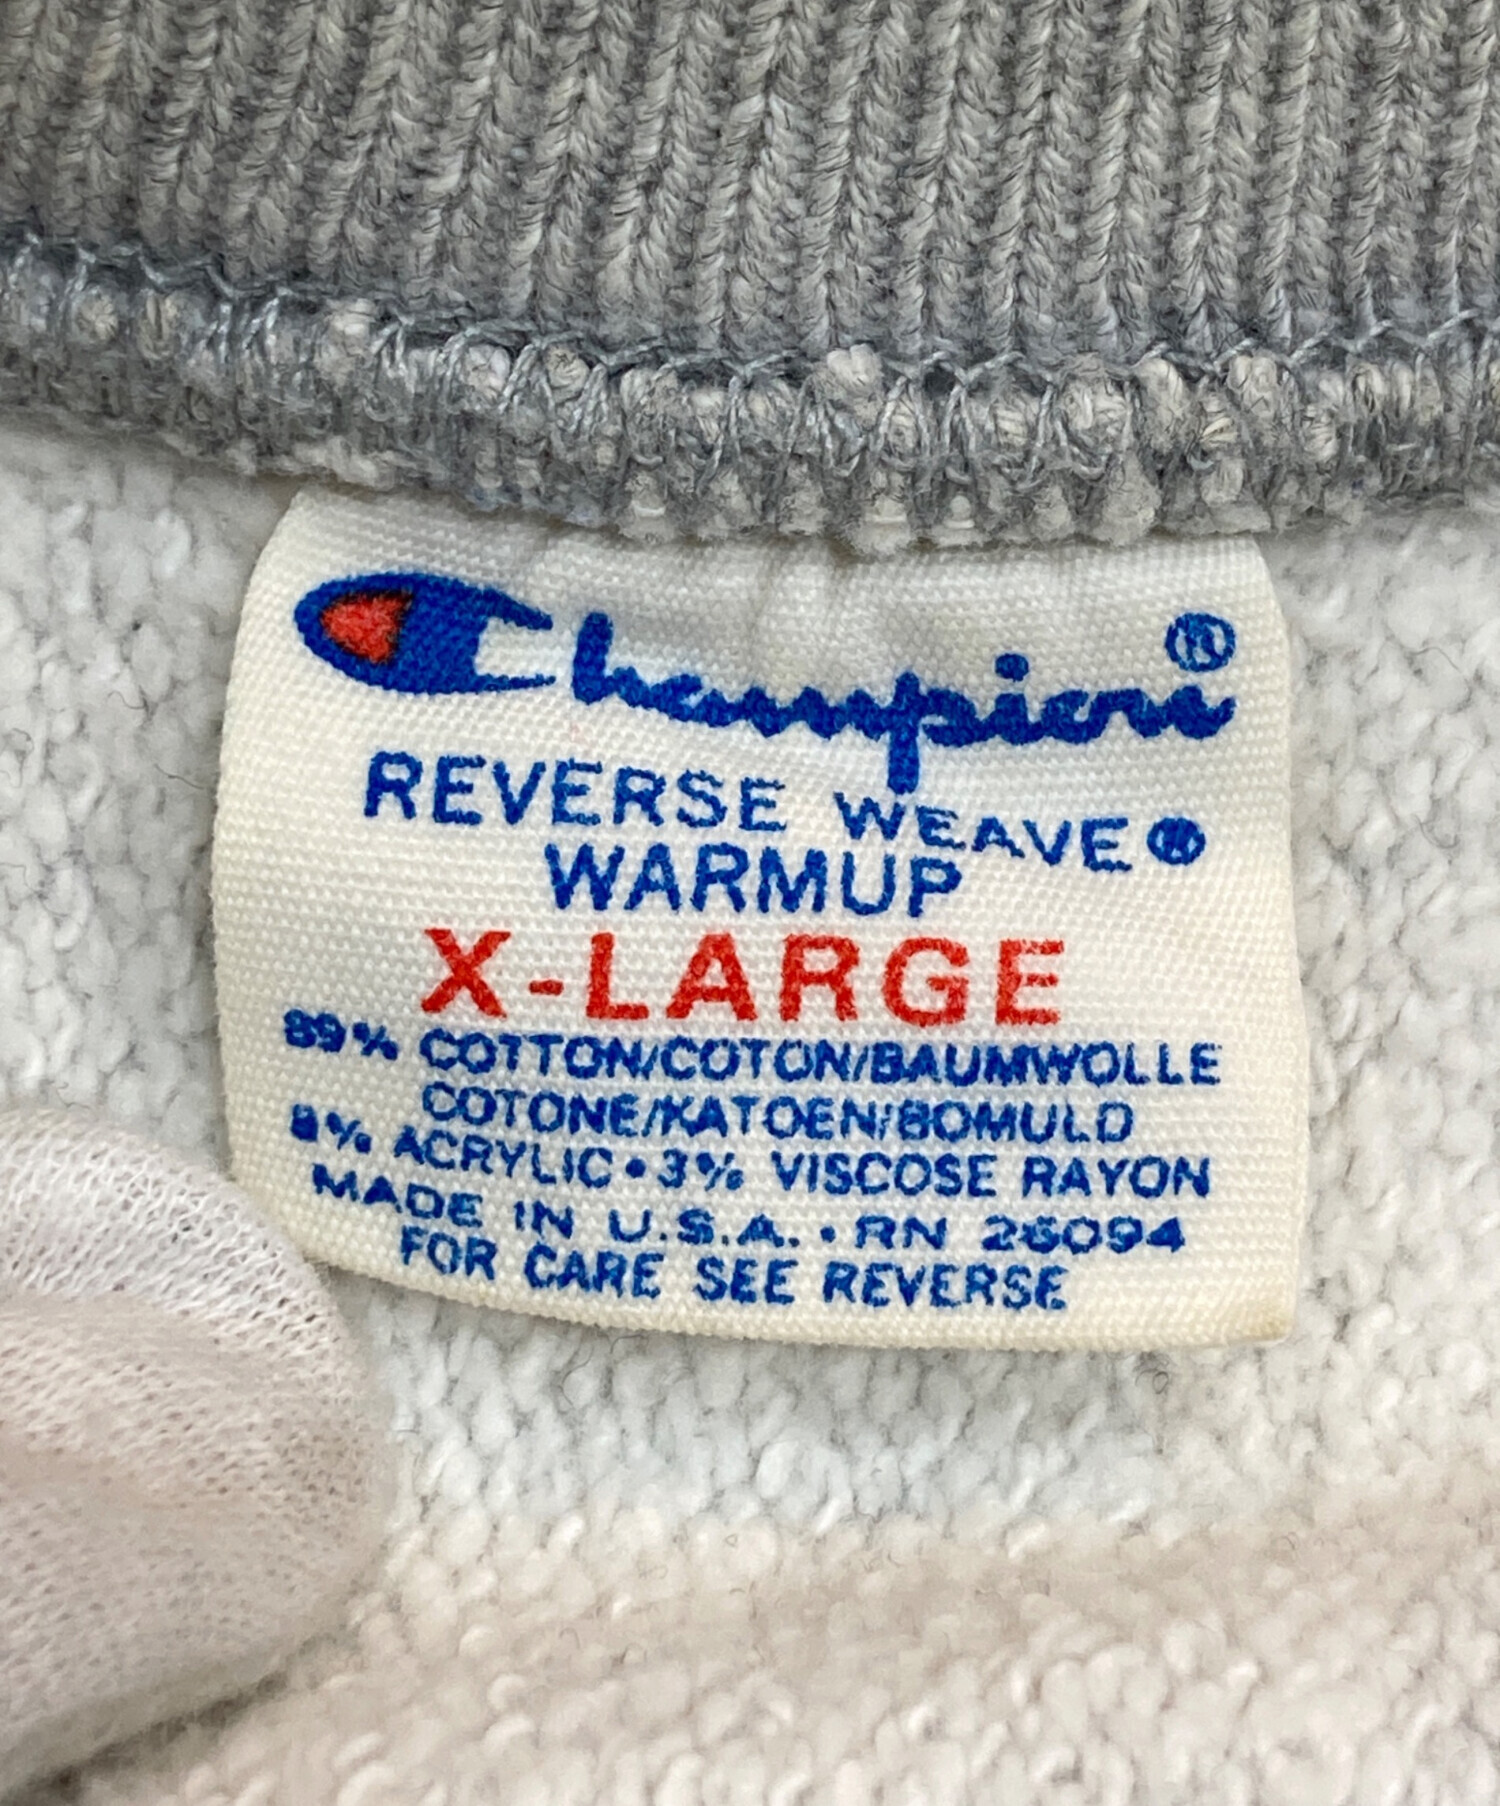 Champion®
REVERSE WEAVE®
WARMUP
X-LARGE
89% COTTON/COTON/BAUMWOLLE
COTONE/KATOEN/BOMULD
8% ACRYLIC • 3% VISCOSE RAYON
MADE IN U.S.A. • RN 26094
FOR CARE SEE REVERSE